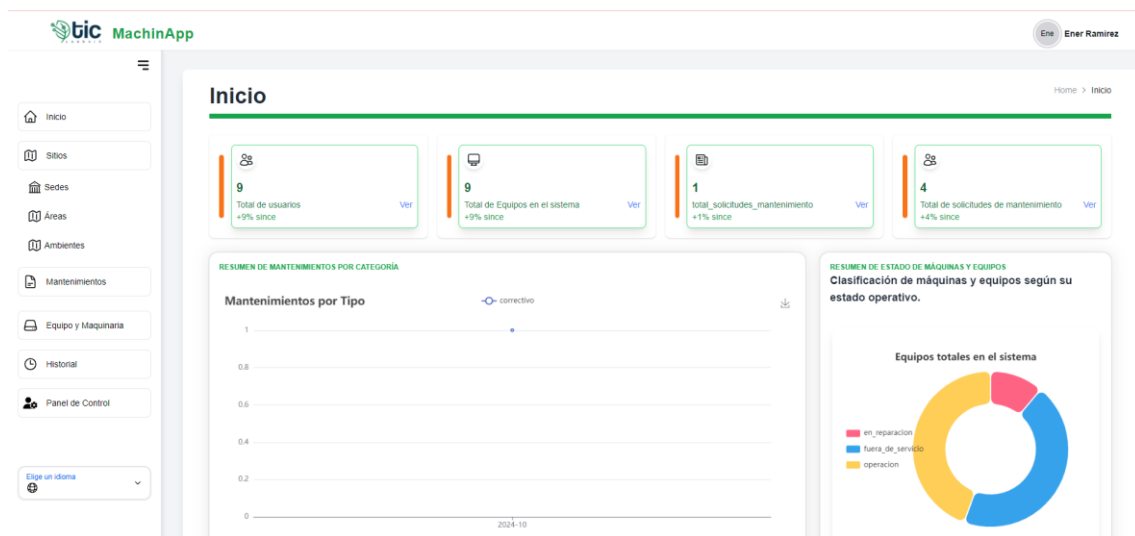 tic MachinApp
Ene Ener Ramirez
Inicio
Sitios
Sedes
Áreas
Ambientes
Mantenimientos
Equipo y Maquinaria
Historial
Panel de Control
Elige un idioma
Inicio
Home > Inicio
9
Total de usuarios
Ver
+9% since
9
Total de Equipos en el sistema
Ver
+9% since
1
total_solicitudes_mantenimiento
Ver
+1% since
4
Total de solicitudes de mantenimiento
Ver
+4% since
RESUMEN DE MANTENIMIENTOS POR CATEGORÍA
Mantenimientos por Tipo
correctivo
1
0.8
0.6
0.4
0.2
0
2024-10
RESUMEN DE ESTADO DE MÁQUINAS Y EQUIPOS
Clasificación de máquinas y equipos según su
estado operativo.
Equipos totales en el sistema
en_reparacion
fuera_de_servicio
operacion